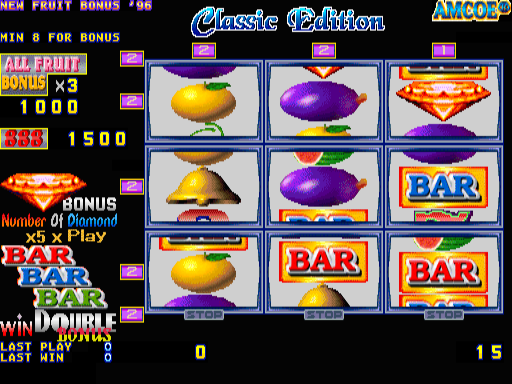 NEW FRUIT BONUS '96
Classic Edition
AMCOE®
MIN 8 FOR BONUS
2 2 1
2
ALL FRUIT
BONUS x3
1000
2
888 1500
2
BONUS
Number Of Diamond
x5 x Play
BAR
BAR
BAR
BAR
2
BAR
BAR
WIN DOUBLE
BONUS
2
STOP STOP STOP
LAST PLAY 0
LAST WIN 0
0 15